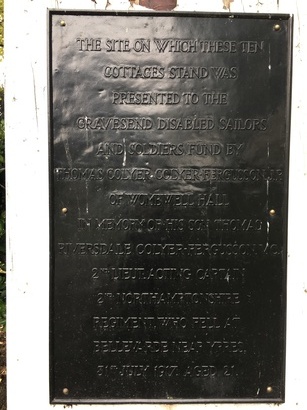 THE SITE ON WHICH THESE TEN
COTTAGES STAND WAS
PRESENTED TO THE
GRAVESEND DISABLED SAILORS
AND SOLDIERS FUND BY
THOMAS COLYER COLYER-FERGUSSON
OF WOMBWELL HALL
IN MEMORY OF HIS SON THOMAS
RIVERSDALE COLYER-FERGUSSON
2ND LIEUT. ACTING CAPTAIN
2ND NORTHAMPTONSHIRE
REGIMENT WHO FELL AT
BELLEVARDE NEAR YPRES
31ST JULY 1917 AGED 21